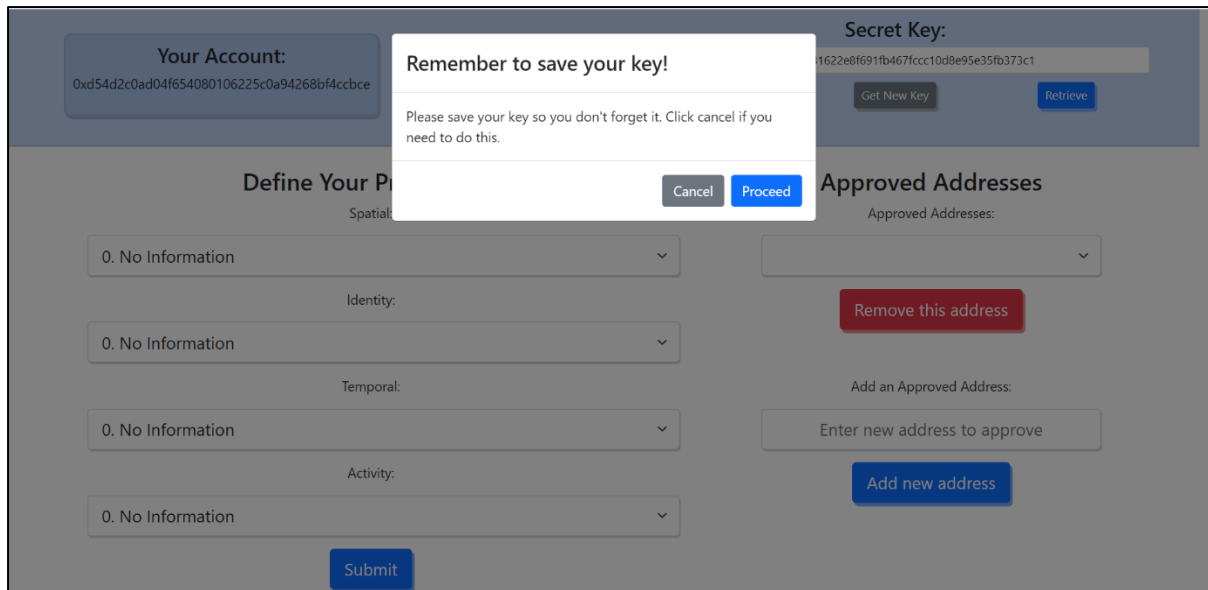 Your Account:
0xd54d2c0ad04f654080106225c0a94268bf4ccbce
Remember to save your key!
Please save your key so you don't forget it. Click cancel if you
need to do this.
Cancel
Proceed
Secret Key:
1622e8f691fb467fccc10d8e95e35fb373c1
Get New Key
Retrieve
Define Your
Spatial:
0. No Information
Identity:
0. No Information
Temporal:
0. No Information
Activity:
0. No Information
Submit
Approved Addresses
Approved Addresses:
Remove this address
Add an Approved Address:
Enter new address to approve
Add new address